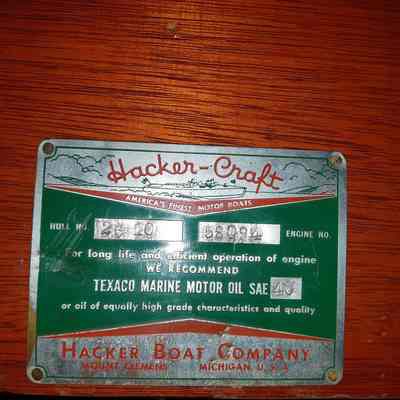 Hacker-Craft
AMERICA'S FINEST MOTOR BOATS
HULL NO. ENGINE NO.
For long life and efficient operation of engine
WE RECOMMEND
TEXACO MARINE MOTOR OIL SAE
or oil of equally high grade characteristics and quality
HACKER BOAT COMPANY
MOUNT CLEMENS MICHIGAN, U.S.A.